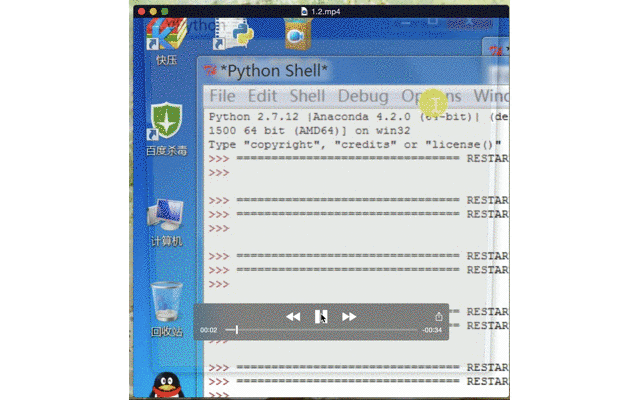 1.2.mp4
Python
快压
百度杀毒
计算机
回收站
*Python Shell*
File Edit Shell Debug Options Wind
Python 2.7.12 |Anaconda 4.2.0 (64-bit)| (de
1500 64 bit (AMD64)] on win32
Type "copyright", "credits" or "license()"
>>> ================================ RESTAR
>>>
>>> ================================ RESTAR
>>> ================================ RESTAR
>>>
>>> ================================ RESTAR
>>> ================================ RESTAR
>>>
>>> ================================ RESTAR
>>> ================================ RESTAR
>>>
>>> ================================ RESTAR
>>> ================================ RESTAR
00:02
-00:34